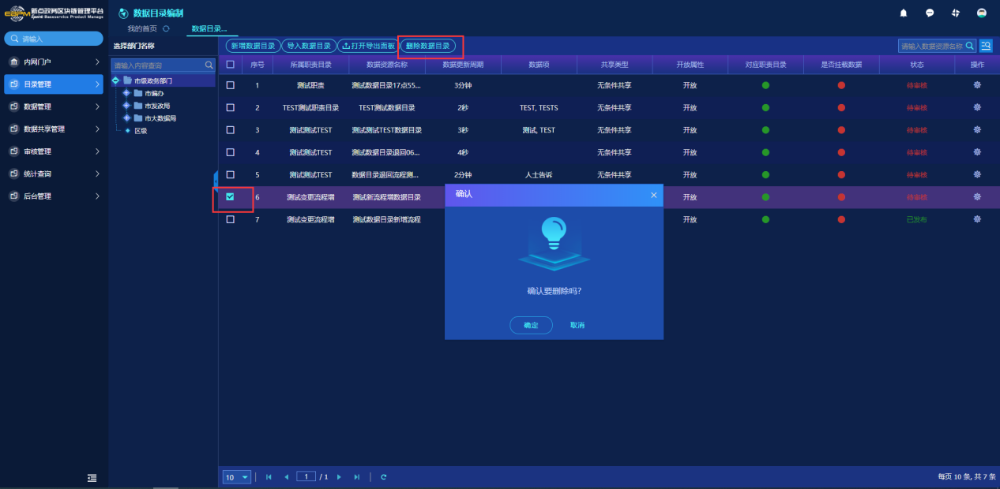 新点政务区块链管理平台
Epoint Baseservice Product Manage
数据目录编制
我的首页
数据目录...
请输入
内网门户
目录管理
数据管理
数据共享管理
审核管理
统计查询
后台管理
选择部门名称
请输入内容查询
市级政务部门
市编办
市发改局
市大数据局
区级
新增数据目录 导入数据目录 打开导出面板 删除数据目录 请输入数据资源名称
序号 所属职责目录 数据资源名称 数据更新周期 数据项 共享类型 开放属性 对应职责目录 是否挂载数据 状态 操作
1 测试职责 测试数据目录17点55... 3分钟 无条件共享 开放 待审核
2 TEST测试职责目录 TEST测试数据目录 2秒 TEST, TESTS 无条件共享 开放 待审核
3 测试测试TEST 测试测试TEST数据目录 3秒 测试, TEST 无条件共享 开放 待审核
4 测试测试TEST 测试数据目录退回06... 4秒 无条件共享 开放 待审核
5 测试测试TEST 数据目录退回流程测... 2分钟 人士告诉 无条件共享 开放 待审核
6 测试变更流程增 测试新流程增数据目录 开放 待审核
7 测试变更流程增 测试数据目录新增流程 开放 已发布
确认
确认要删除吗?
确定 取消
10 1 / 1 每页 10 条, 共 7 条